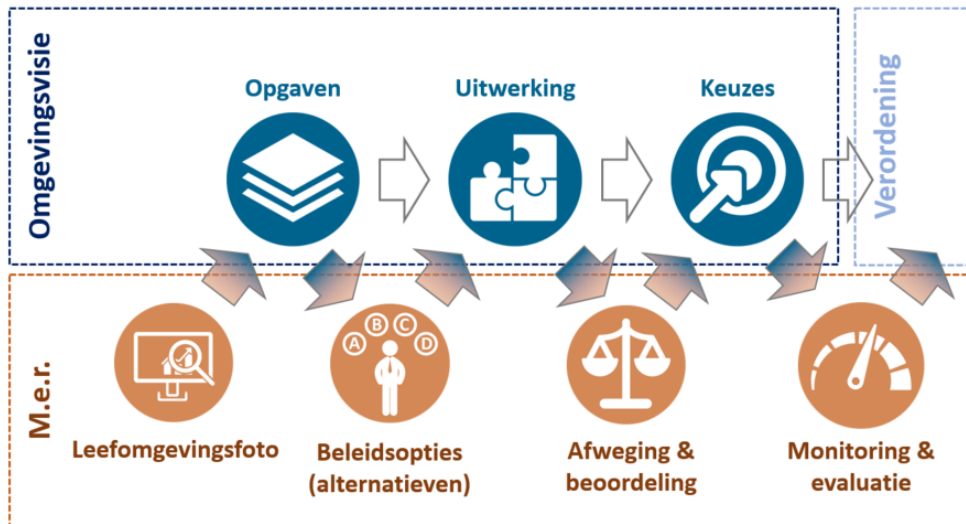 Omgevingsvisie
Opgaven
Uitwerking
Keuzes
Verordening
M.e.r.
A
B
C
D
Leefomgevingsfoto
Beleidsopties
(alternatieven)
Afweging &
beoordeling
Monitoring &
evaluatie